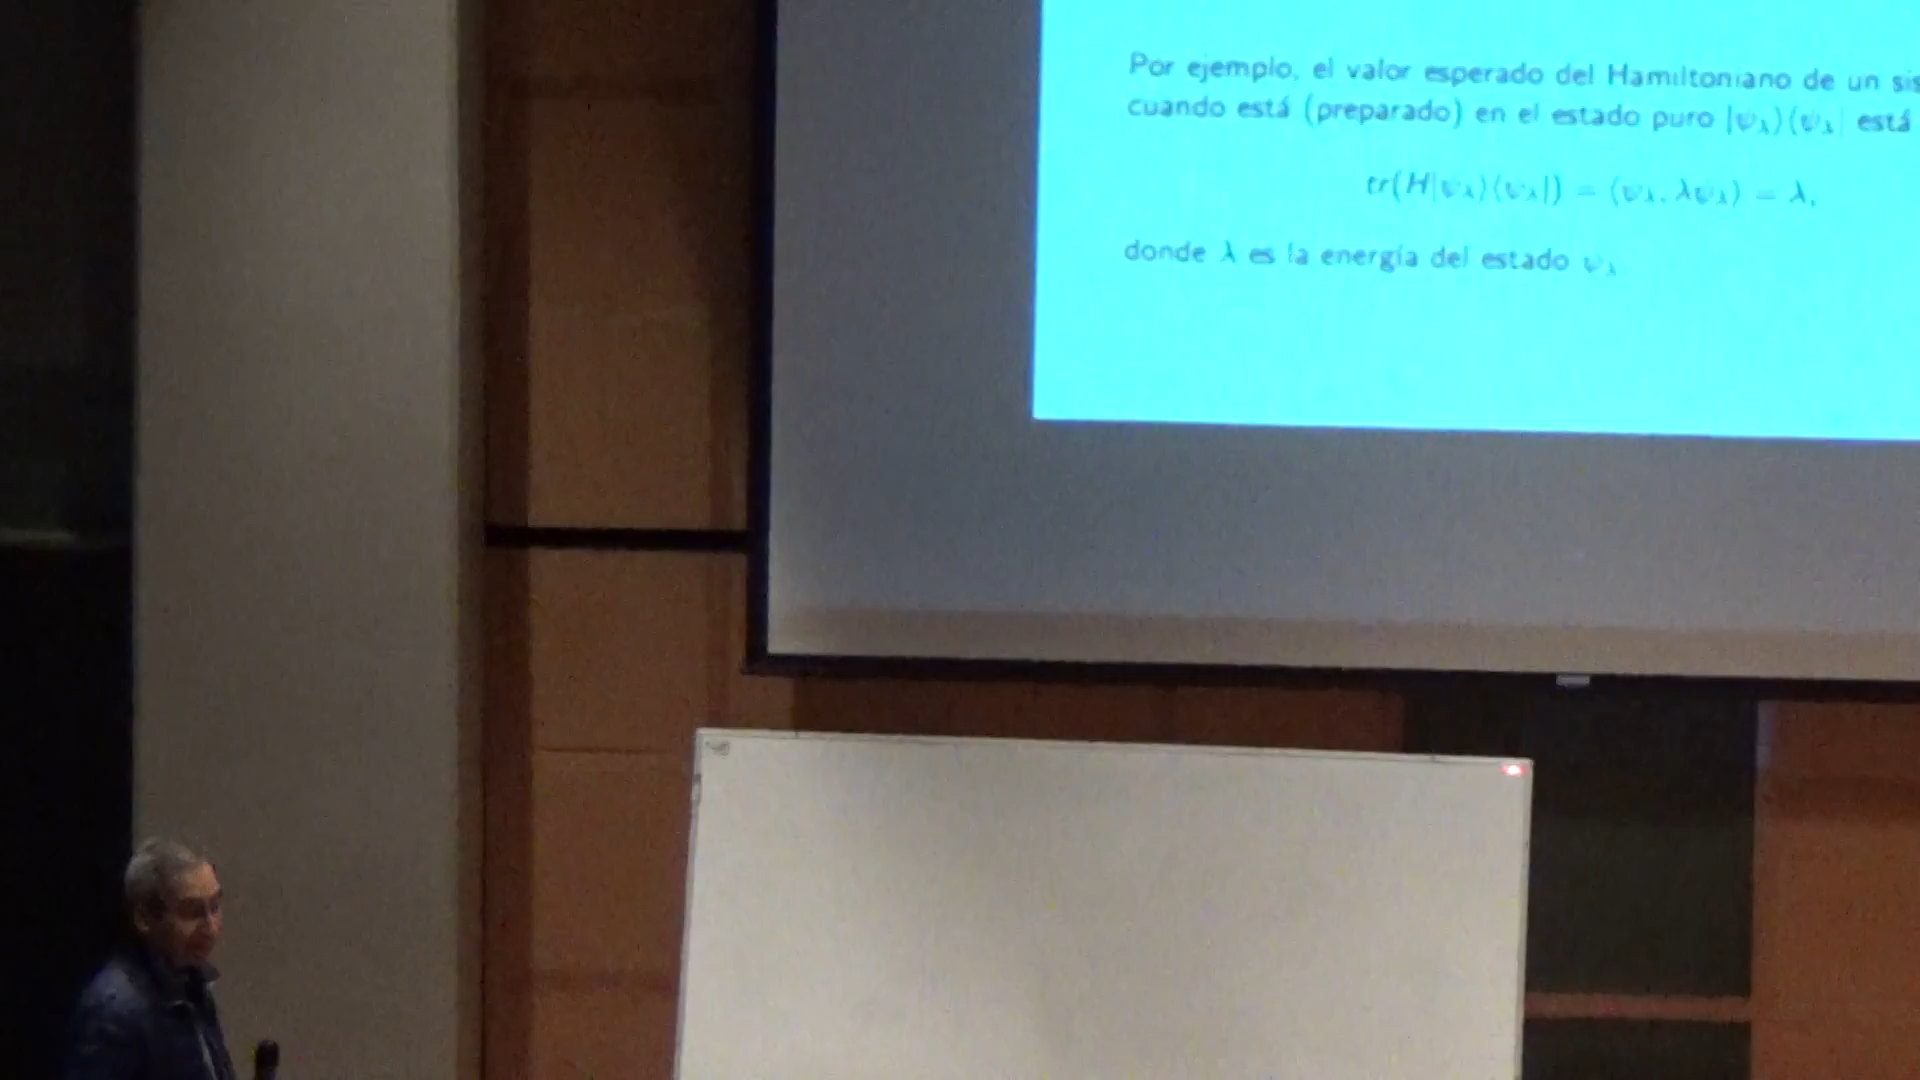 Por ejemplo, el valor esperado del Hamiltoniano de un sis
cuando está (preparado) en el estado puro |ψ_λ⟩⟨ψ_λ| está
tr(H|ψ_λ⟩⟨ψ_λ|) = ⟨ψ_λ, λψ_λ⟩ = λ,
donde λ es la energía del estado ψ_λ